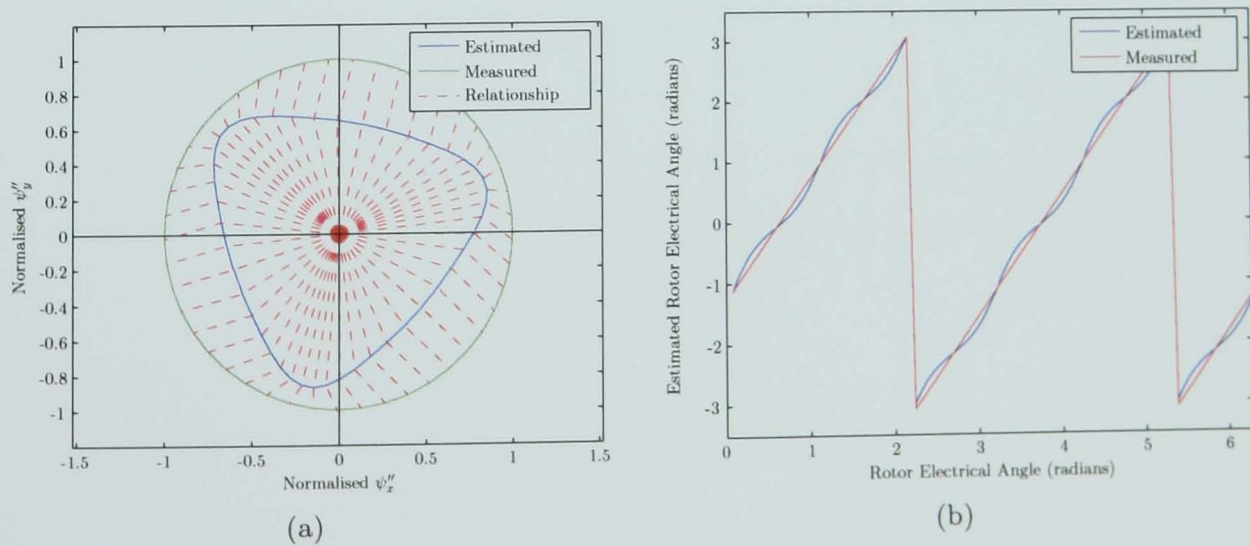 Estimated
Measured
Relationship
1
0.8
0.6
0.4
0.2
0
-0.2
-0.4
-0.6
-0.8
-1
-1.5
-1
-0.5
0
0.5
1
1.5
Normalised ψ″y
Normalised ψ″x
(a)
Estimated
Measured
3
2
1
0
-1
-2
-3
0
1
2
3
4
5
6
Estimated Rotor Electrical Angle (radians)
Rotor Electrical Angle (radians)
(b)